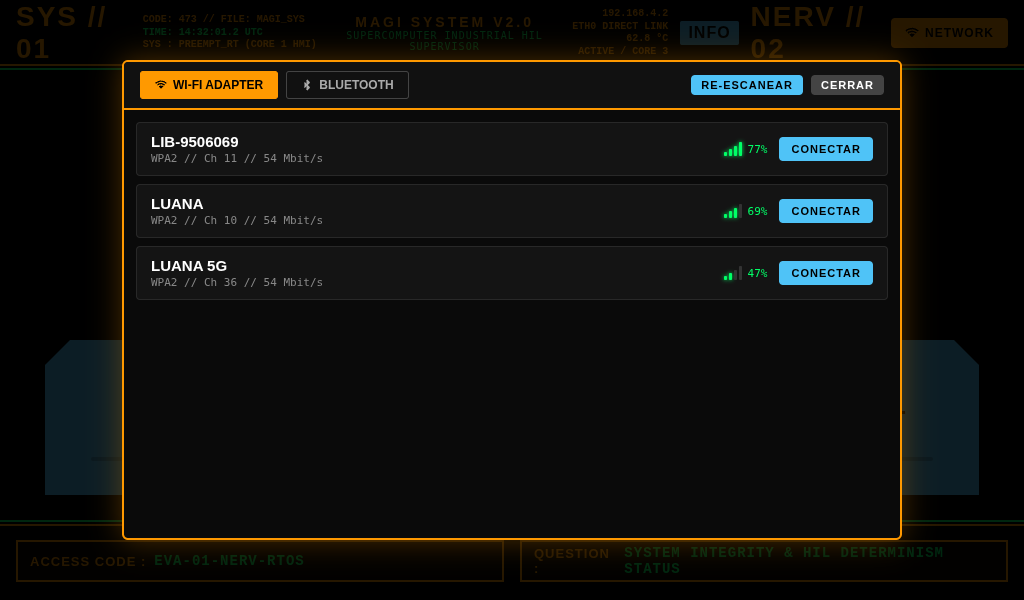 SYS //
01
CODE: 473 // FILE: MAGI_SYS
TIME: 14:32:01.2 UTC
SYS : PREEMPT_RT (CORE 1 HMI)
MAGI SYSTEM V2.0
SUPERCOMPUTER INDUSTRIAL HIL
SUPERVISOR
192.168.4.2
ETH0 DIRECT LINK
62.8 °C
ACTIVE / CORE 3
INFO
NERV //
02
NETWORK
WI-FI ADAPTER
BLUETOOTH
RE-ESCANEAR
CERRAR
LIB-9506069
WPA2 // Ch 11 // 54 Mbit/s
77%
CONECTAR
LUANA
WPA2 // Ch 10 // 54 Mbit/s
69%
CONECTAR
LUANA 5G
WPA2 // Ch 36 // 54 Mbit/s
47%
CONECTAR
ACCESS CODE : EVA-01-NERV-RTOS
QUESTION
:
SYSTEM INTEGRITY & HIL DETERMINISM
STATUS